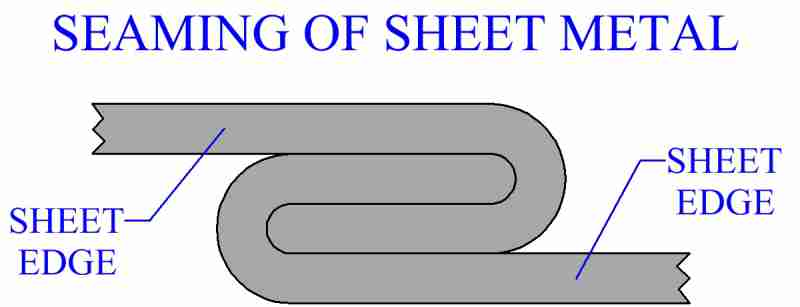 SEAMING OF SHEET METAL
SHEET
EDGE
SHEET
EDGE